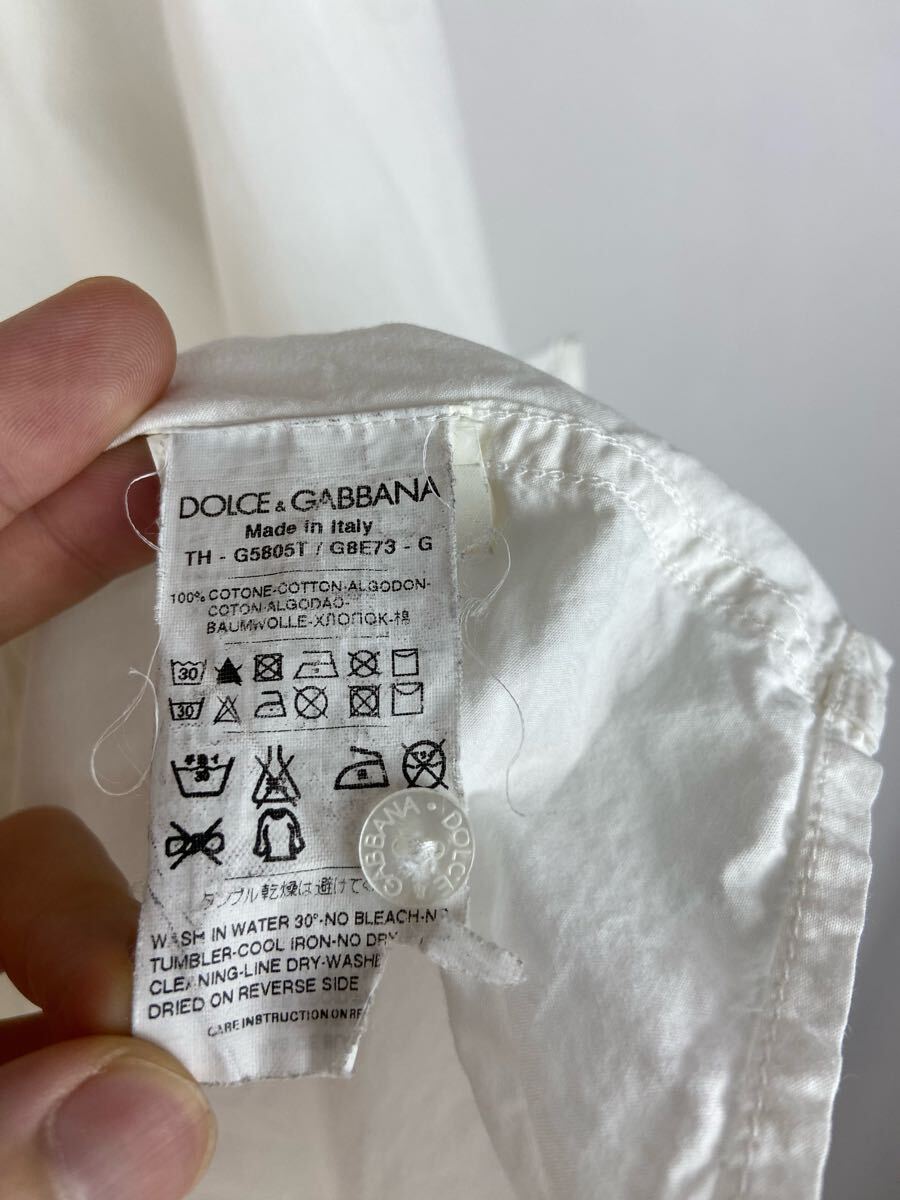 DOLCE & GABBANA
Made in Italy
TH - G5805T / G8E73 - G
100% COTONE-COTTON-ALGODON-
COTON-ALGODAO-
BAUMWOLLE-ХЛОПОК-棉
30
30
30
DOLCE & GABBANA
タンブル乾燥は避けて
WASH IN WATER 30°-NO BLEACH-NO
TUMBLER-COOL IRON-NO DRY
CLEANING-LINE DRY-WASHE
DRIED ON REVERSE SIDE
CARE INSTRUCTION ON RE